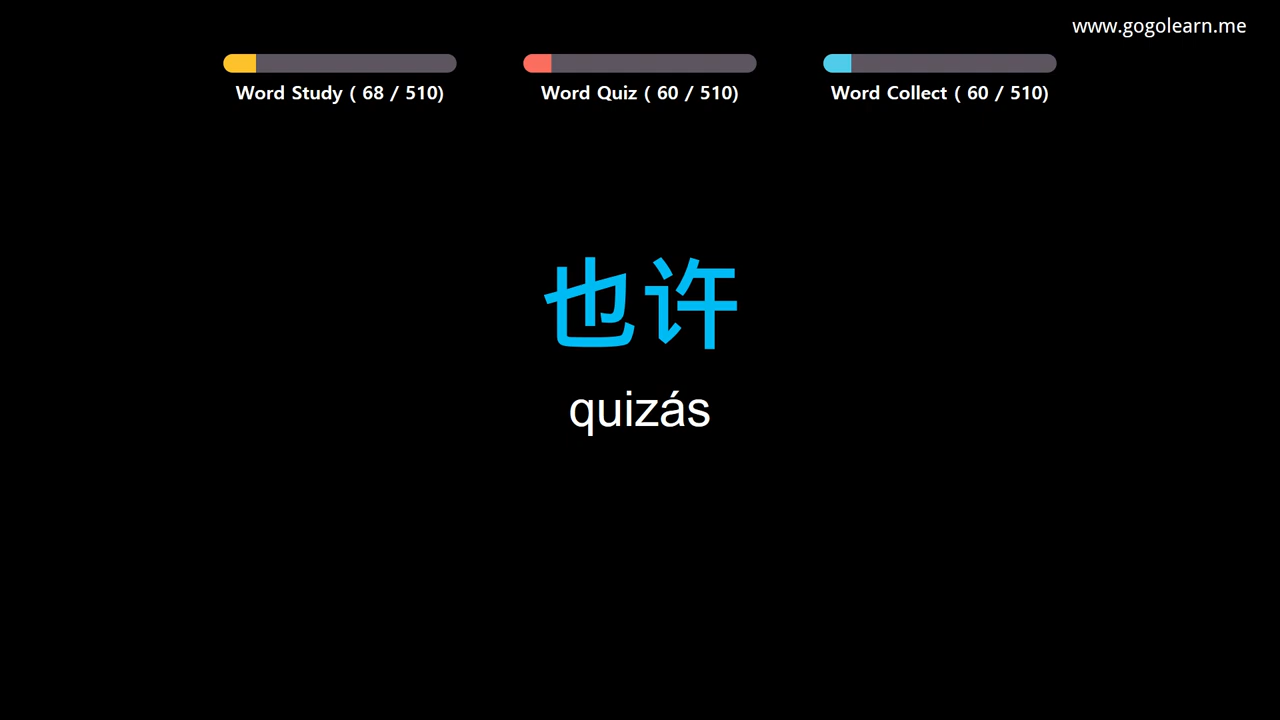 www.gogolearn.me
Word Study ( 68 / 510)
Word Quiz ( 60 / 510)
Word Collect ( 60 / 510)
也许
quizás